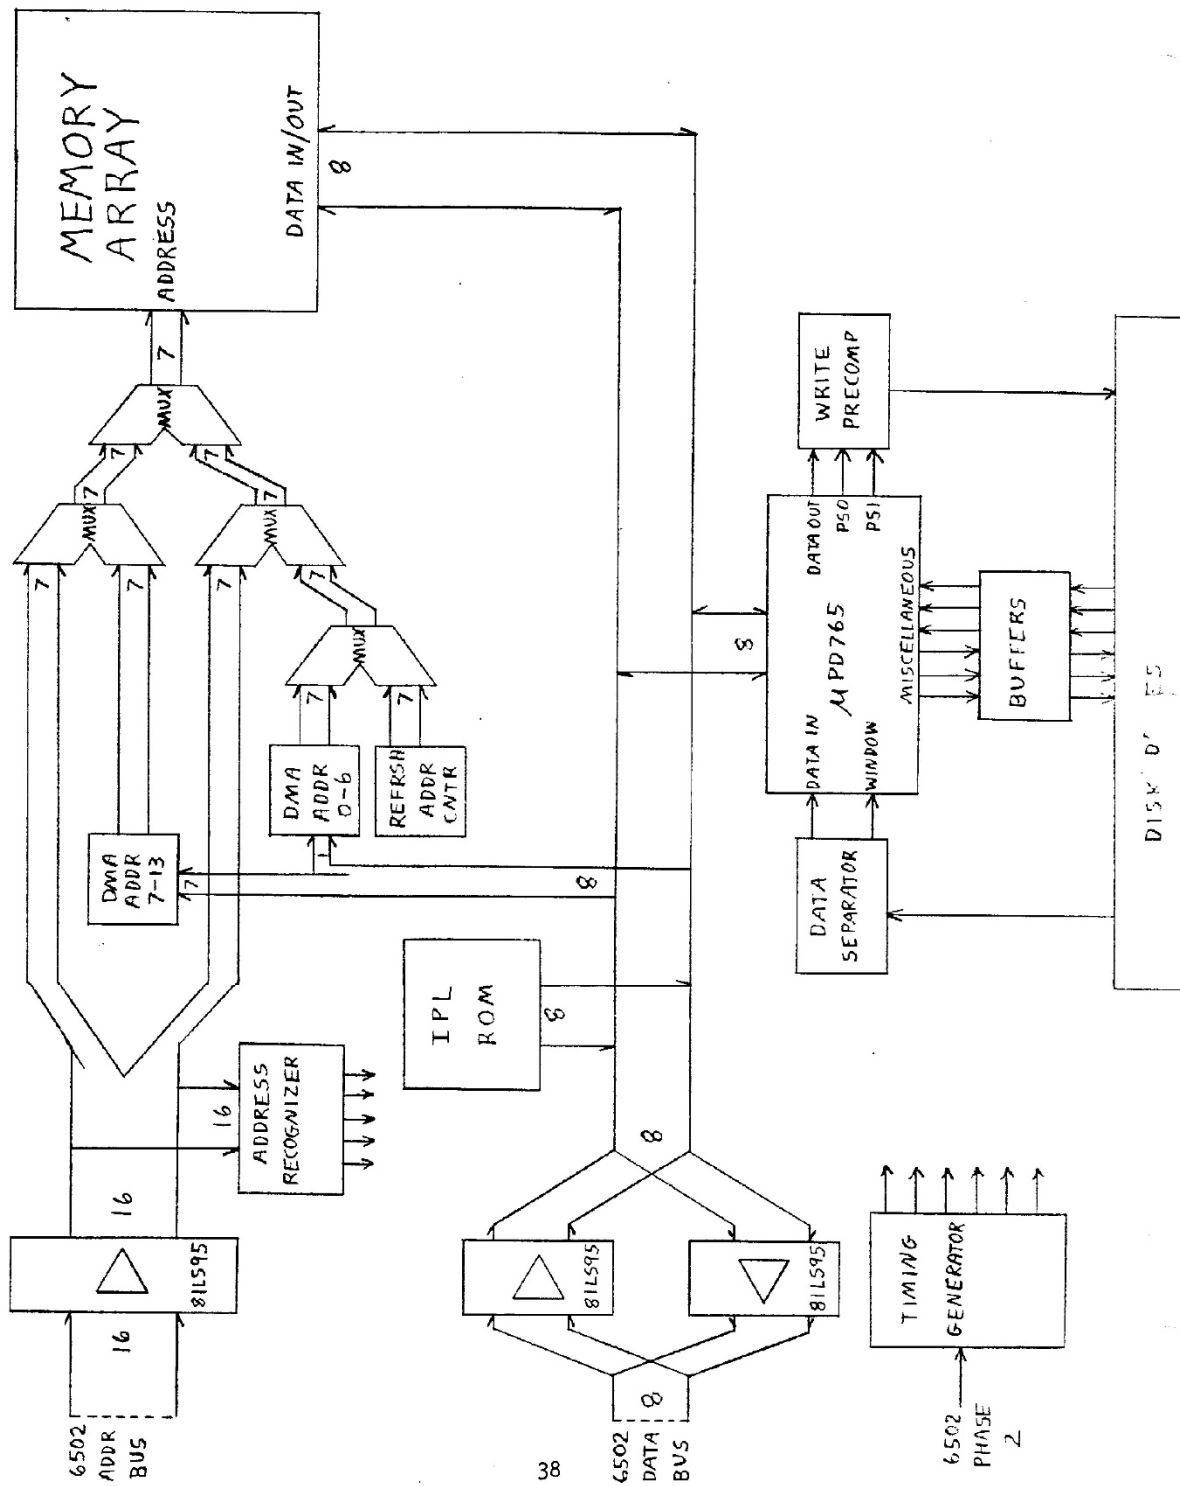 MEMORY
ARRAY
ADDRESS
DATA IN/OUT
8
7
MUX
7
7
7
MUX
7
7
7
MUX
7
7
7
MUX
7
7
DMA
ADDR
7-13
7
DMA
ADDR
0-6
REFRSH
ADDR
CNTR
8
IPL
ROM
8
ADDRESS
RECOGNIZER
16
16
81LS95
16
6502
ADDR
BUS
8
81LS95
81LS95
8
6502
DATA
BUS
WRITE
PRECOMP
DATA OUT
PS0
PS1
8
μPD765
MISCELLANEOUS
DATA IN
WINDOW
BUFFERS
DATA
SEPARATOR
DISK
TIMING
GENERATOR
6502
PHASE
2
38